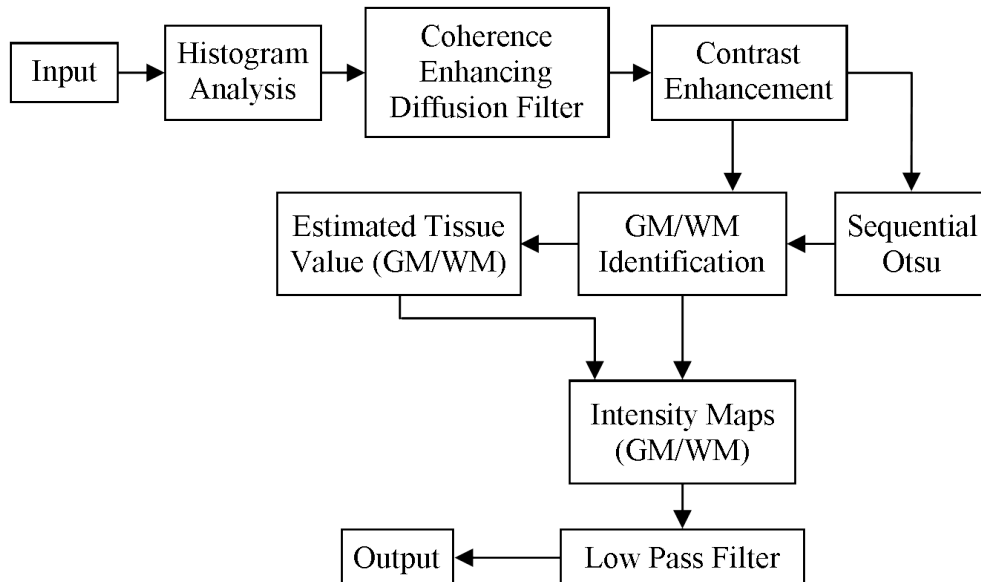 Input
Histogram
Analysis
Coherence
Enhancing
Diffusion Filter
Contrast
Enhancement
Estimated Tissue
Value (GM/WM)
GM/WM
Identification
Sequential
Otsu
Intensity Maps
(GM/WM)
Output
Low Pass Filter